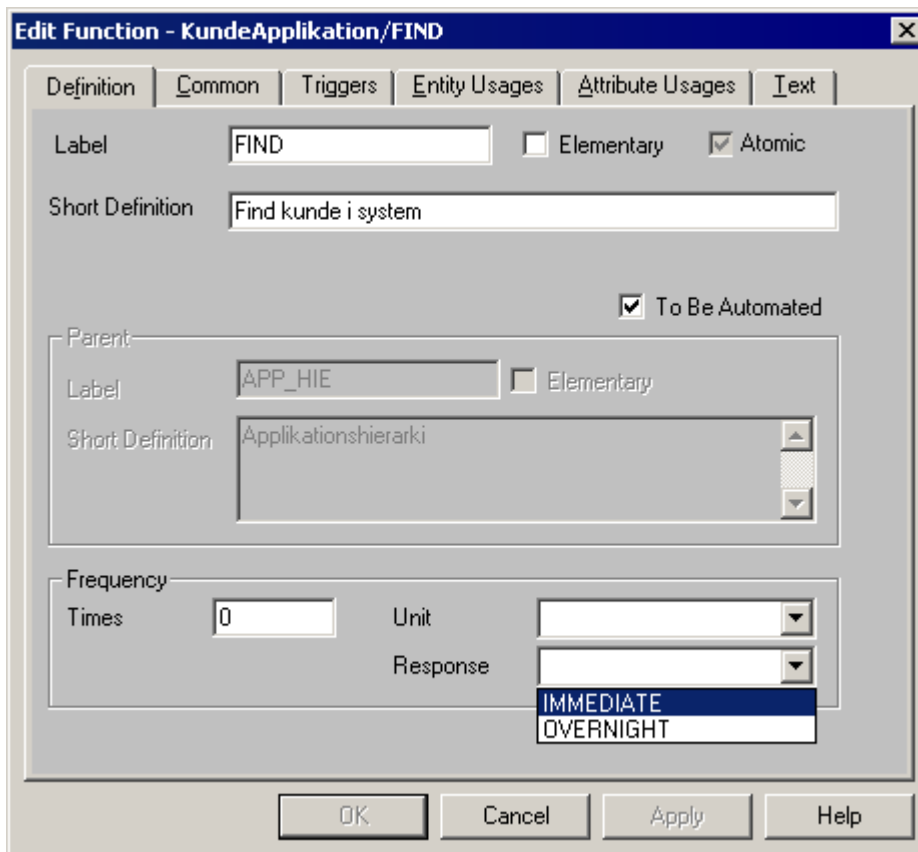 Edit Function - KundeApplikation/FIND
Definition Common Triggers Entity Usages Attribute Usages Text
Label FIND Elementary Atomic
Short Definition Find kunde i system
To Be Automated
Parent
Label APP_HIE Elementary
Short Definition Applikationshierarki
Frequency
Times 0 Unit
Response
IMMEDIATE
OVERNIGHT
OK Cancel Apply Help